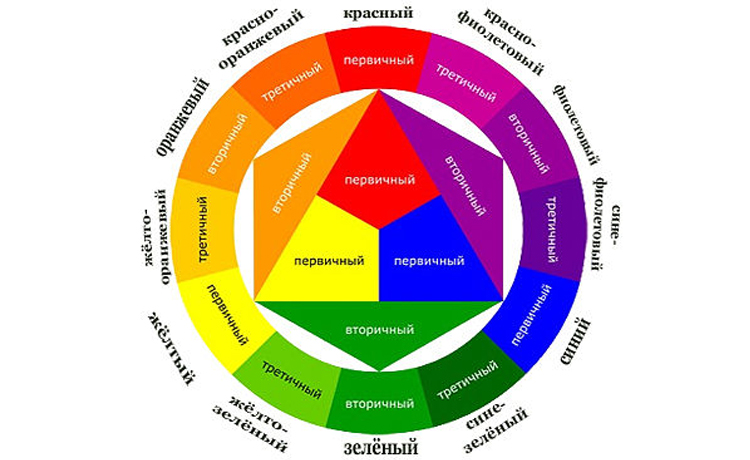 красный
красно-
фиолетовый
фиолетовый
сине-
фиолетовый
синий
сине-
зелёный
зелёный
жёлто-
зелёный
жёлтый
жёлто-
оранжевый
оранжевый
красно-
оранжевый
первичный
третичный
вторичный
третичный
первичный
третичный
вторичный
третичный
первичный
третичный
вторичный
третичный
первичный
вторичный
вторичный
первичный
первичный
вторичный